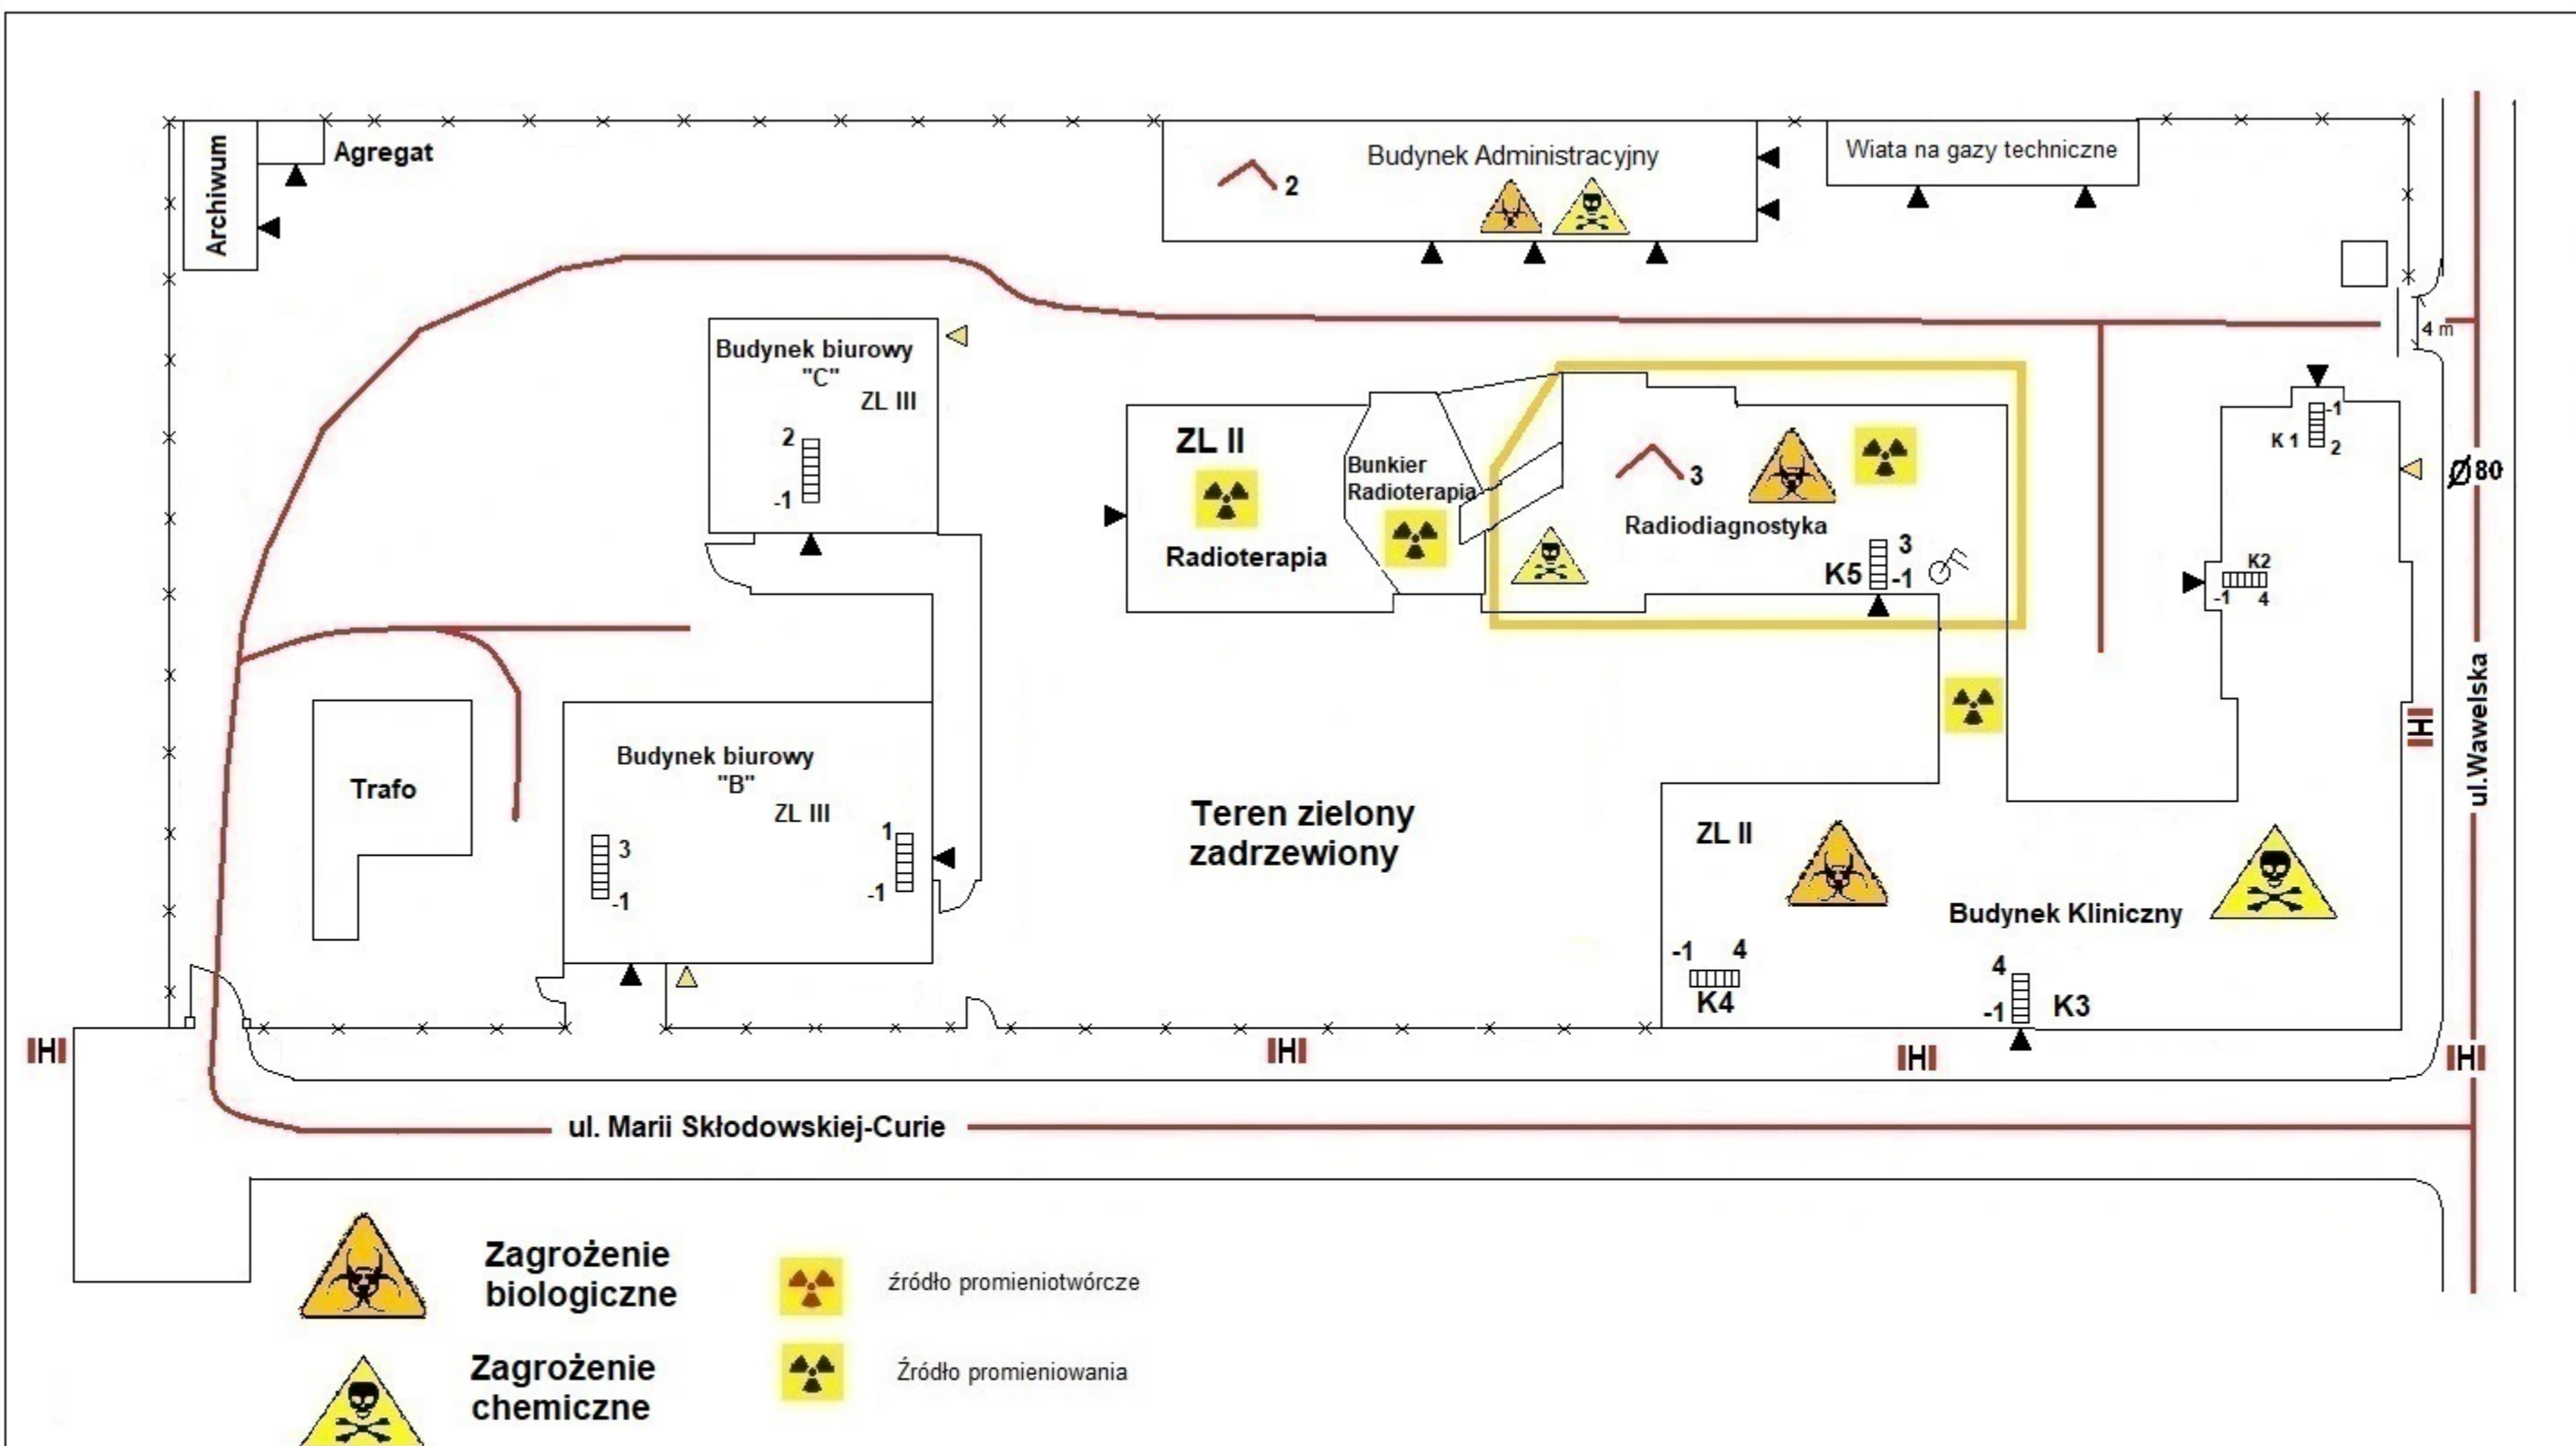 Archiwum
Agregat
2
Budynek Administracyjny
Wiata na gazy techniczne
4 m
Budynek biurowy
"C"
ZL III
2
-1
ZL II
Radioterapia
Bunkier
Radioterapia
3
Radiodiagnostyka
K5
3
-1
K 1
-1
2
K2
-1
4
Ø80
ul.Wawelska
Trafo
Budynek biurowy
"B"
ZL III
3
-1
1
-1
Teren zielony
zadrzewiony
ZL II
Budynek Kliniczny
-1
4
K4
4
-1
K3
H
H
H
H
H
ul. Marii Skłodowskiej-Curie
Zagrożenie
biologiczne
źródło promieniotwórcze
Zagrożenie
chemiczne
Źródło promieniowania